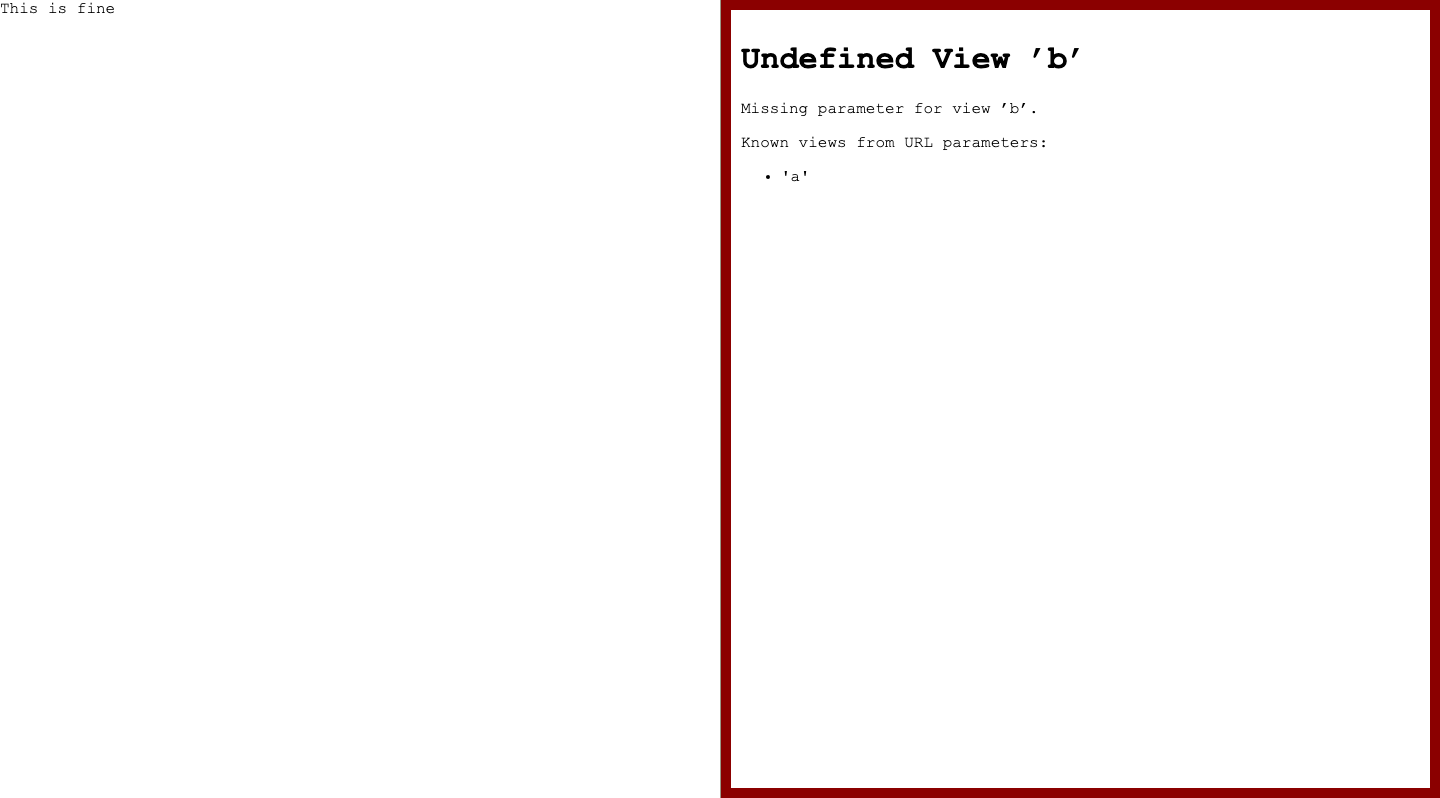 This is fine
Undefined View ’b’
Missing parameter for view ’b’.
Known views from URL parameters:
• 'a'